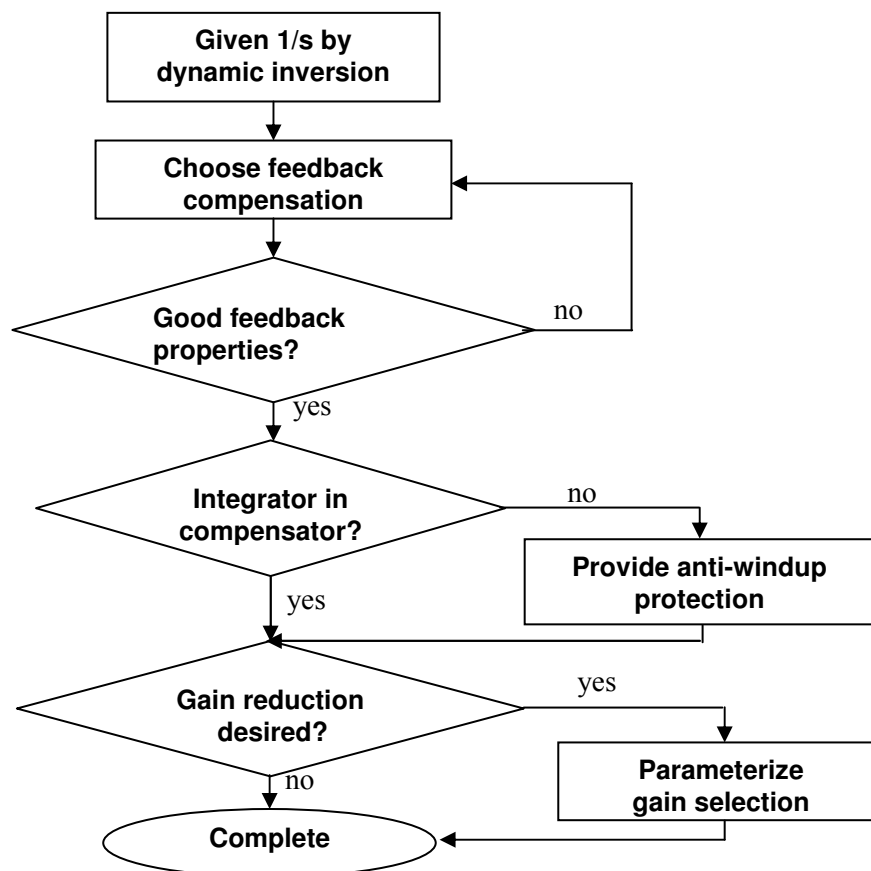 Given 1/s by
dynamic inversion
Choose feedback
compensation
Good feedback
properties?
no
yes
Integrator in
compensator?
no
Provide anti-windup
protection
yes
Gain reduction
desired?
yes
Parameterize
gain selection
no
Complete